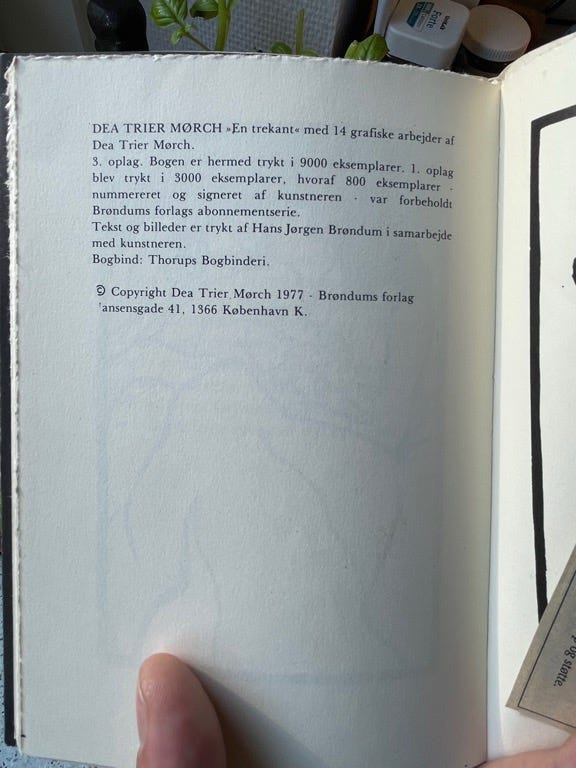 Forte
DEA TRIER MØRCH »En trekant« med 14 grafiske arbejder af
Dea Trier Mørch.
3. oplag. Bogen er hermed trykt i 9000 eksemplarer. 1. oplag
blev trykt i 3000 eksemplarer, hvoraf 800 eksemplarer -
nummereret og signeret af kunstneren - var forbeholdt
Brøndums forlags abonnementserie.
Tekst og billeder er trykt af Hans Jørgen Brøndum i samarbejde
med kunstneren.
Bogbind: Thorups Bogbinderi.
© Copyright Dea Trier Mørch 1977 - Brøndums forlag
'ansensgade 41, 1366 København K.
og støtte.